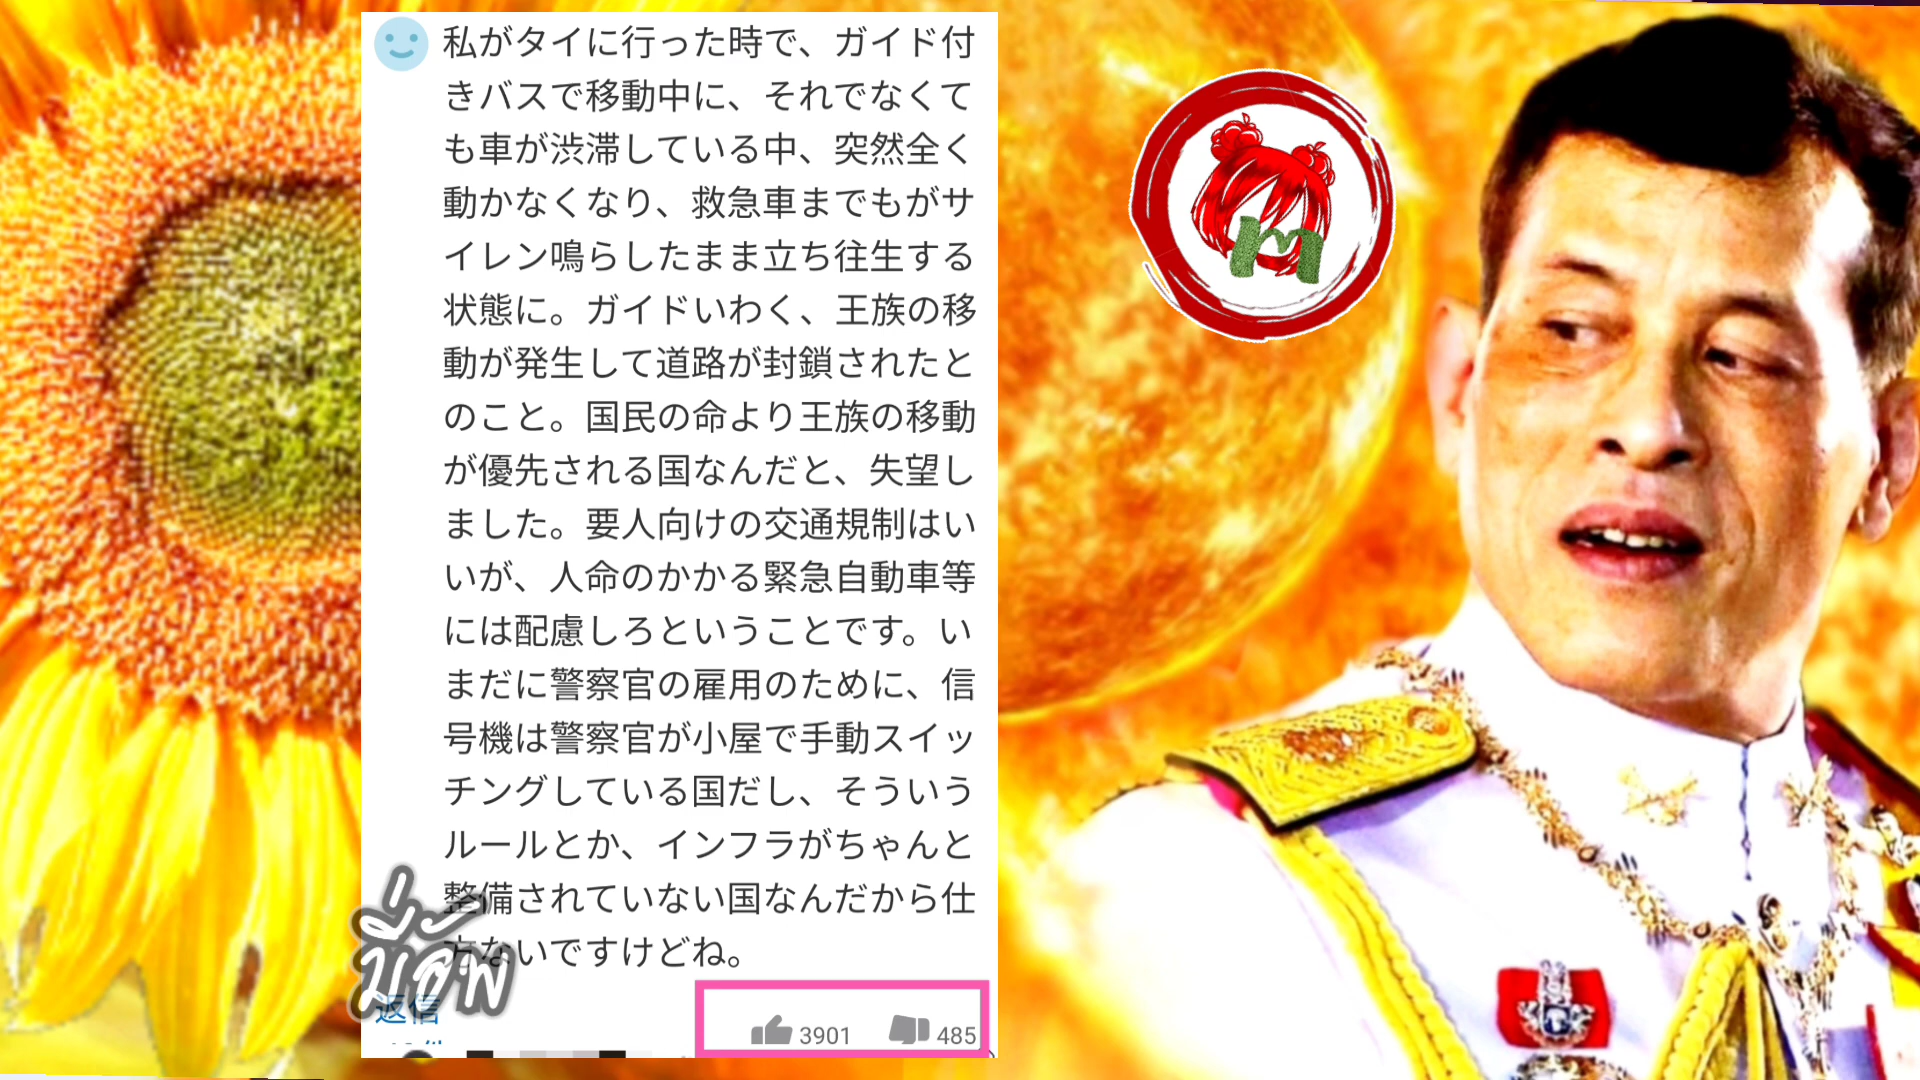 私がタイに行った時で、ガイド付
きバスで移動中に、それでなくて
も車が渋滞している中、突然全く
動かなくなり、救急車までもがサ
イレン鳴らしたまま立ち往生する
状態に。ガイドいわく、王族の移
動が発生して道路が封鎖されたと
のこと。国民の命より王族の移動
が優先される国なんだと、失望し
ました。要人向けの交通規制はい
いが、人命のかかる緊急自動車等
には配慮しろということです。い
まだに警察官の雇用のために、信
号機は警察官が小屋で手動スイッ
チングしている国だし、そういう
ルールとか、インフラがちゃんと
整備されていない国なんだから仕
方ないですけどね。
返信
3901 485
M